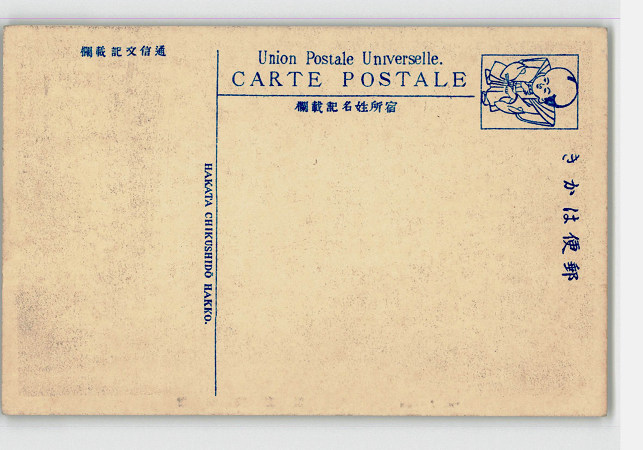 通信文記載欄
Union Postale Universelle.
CARTE POSTALE
宿所姓名記載欄
郵便はかき
HAKATA CHIKUSHIDŌ HAKKO.